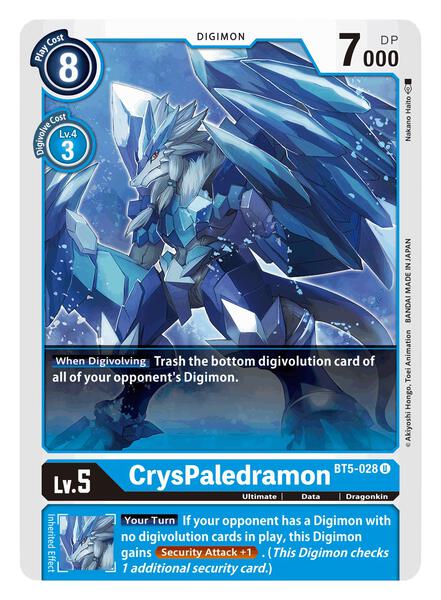 DIGIMON
Play Cost
8
7000
DP
Digivolve Cost
Lv.4
3
Nakano Haito
© Akiyoshi Hongo, Toei Animation BANDAI MADE IN JAPAN
When Digivolving Trash the bottom digivolution card of
all of your opponent's Digimon.
Lv.5
CrysPaledramon
BT5-028 U
Ultimate | Data | Dragonkin
Inherited Effect
Your Turn If your opponent has a Digimon with
no digivolution cards in play, this Digimon
gains Security Attack +1 . (This Digimon checks
1 additional security card.)